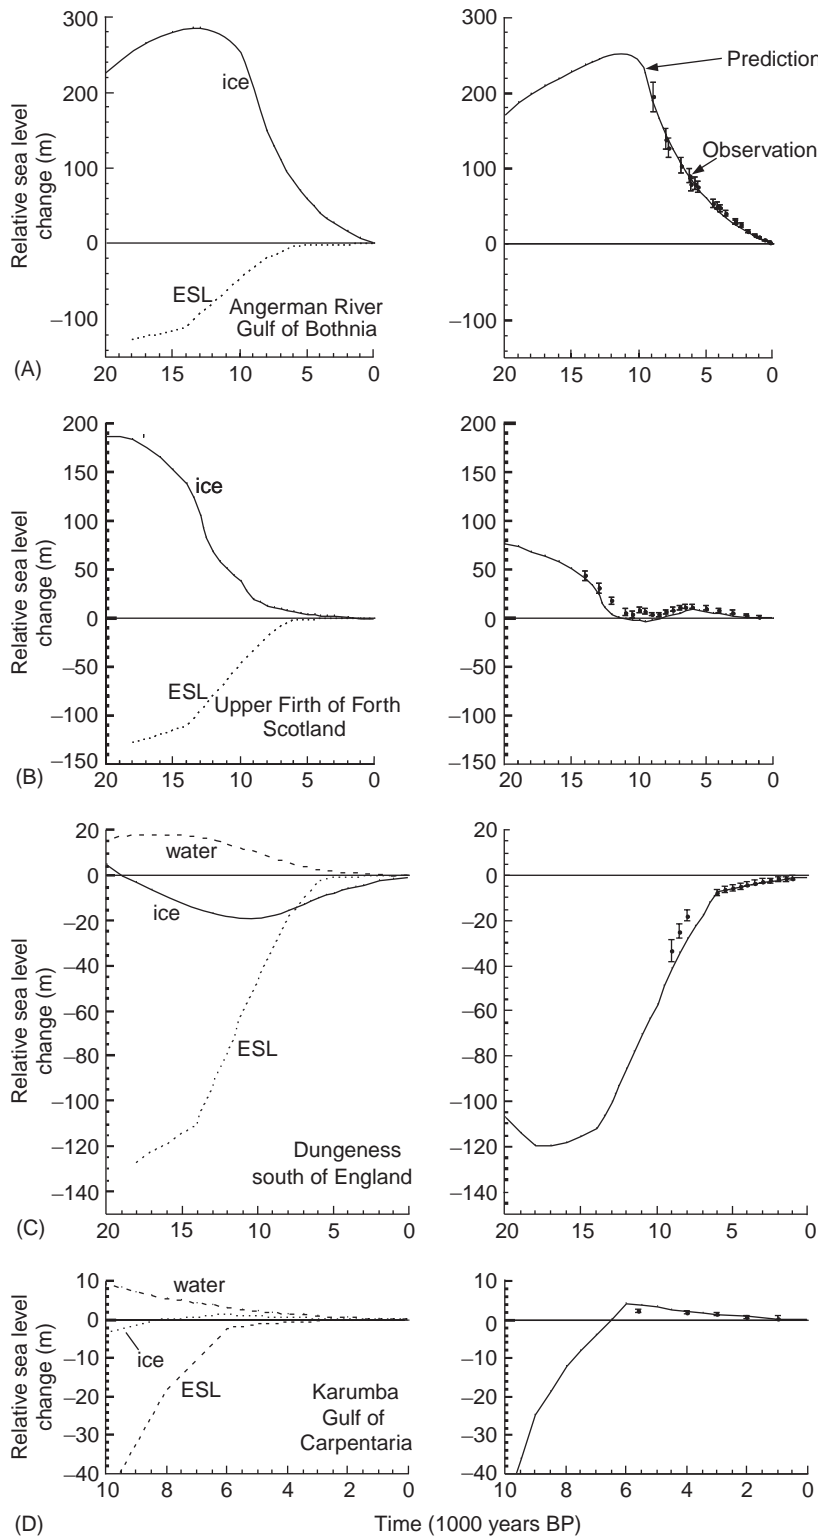 300
200
100
0
−100
Relative sea level
change (m)
ice
ESL
Angerman River
Gulf of Bothnia
20
15
10
5
0
(A)
300
200
100
0
−100
Prediction
Observation
20
15
10
5
0
200
150
100
50
0
−50
−100
−150
Relative sea level
change (m)
ice
ESL
Upper Firth of Forth
Scotland
20
15
10
5
0
(B)
200
150
100
50
0
−50
−100
−150
20
15
10
5
0
20
0
−20
−40
−60
−80
−100
−120
−140
Relative sea level
change (m)
water
ice
ESL
Dungeness
south of England
20
15
10
5
0
(C)
20
0
−20
−40
−60
−80
−100
−120
−140
20
15
10
5
0
10
0
−10
−20
−30
−40
Relative sea level
change (m)
water
ice
ESL
Karumba
Gulf of
Carpentaria
10
8
6
4
2
0
(D)
10
0
−10
−20
−30
−40
10
8
6
4
2
0
Time (1000 years BP)